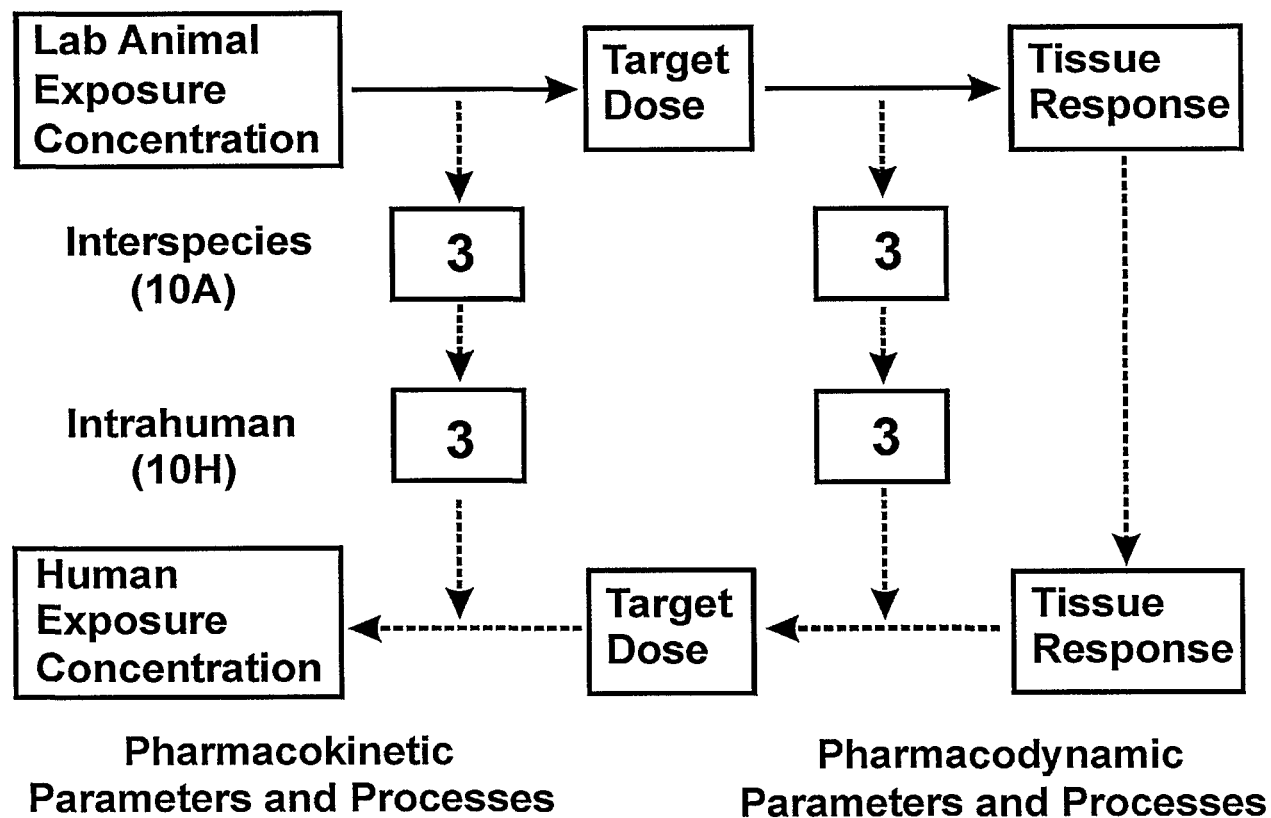 Lab Animal
Exposure
Concentration
Target
Dose
Tissue
Response
Interspecies
(10A)
3
3
Intrahuman
(10H)
3
3
Human
Exposure
Concentration
Target
Dose
Tissue
Response
Pharmacokinetic
Parameters and Processes
Pharmacodynamic
Parameters and Processes